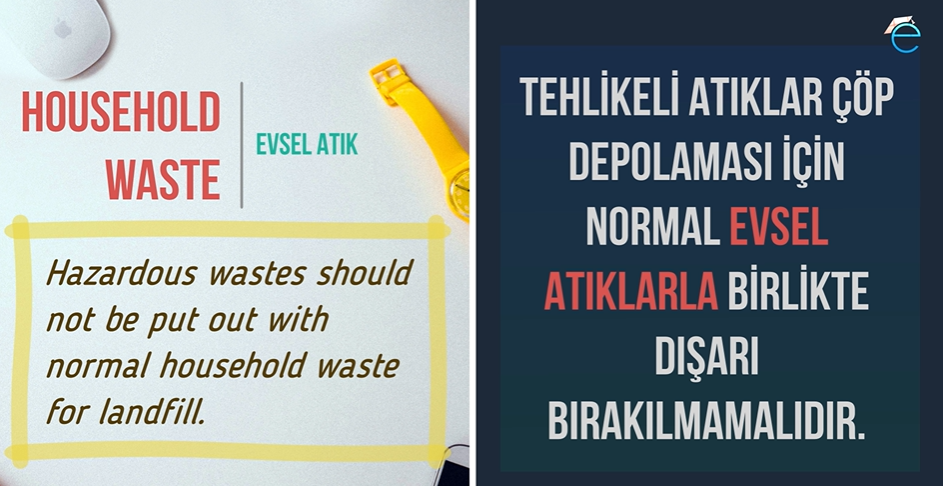 HOUSEHOLD
WASTE
EVSEL ATIK
Hazardous wastes should
not be put out with
normal household waste
for landfill.
TEHLİKELİ ATIKLAR ÇÖP
DEPOLAMASI İÇİN
NORMAL EVSEL
ATIKLARLA BİRLİKTE
DIŞARI
BIRAKILMAMALIDIR.